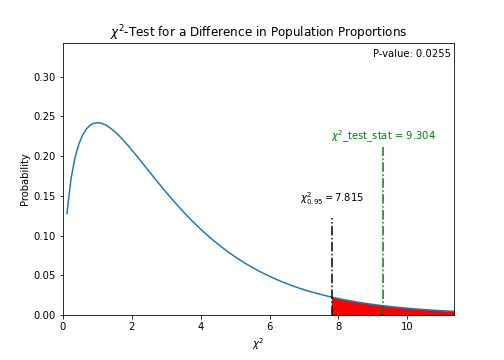 χ²-Test for a Difference in Population Proportions
P-value: 0.0255
0.30
0.25
χ²_test_stat = 9.304
0.20
Probability
0.15
χ²₀.₉₅ = 7.815
0.10
0.05
0.00
0 2 4 6 8 10
χ²